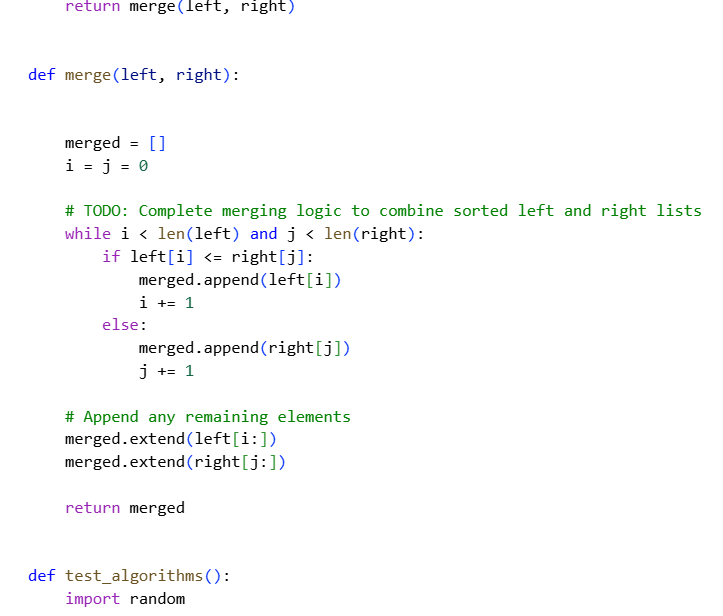 return merge(left, right)
def merge(left, right):
    merged = []
    i = j = 0
    # TODO: Complete merging logic to combine sorted left and right lists
    while i < len(left) and j < len(right):
        if left[i] <= right[j]:
            merged.append(left[i])
            i += 1
        else:
            merged.append(right[j])
            j += 1
    # Append any remaining elements
    merged.extend(left[i:])
    merged.extend(right[j:])
    return merged
def test_algorithms():
    import random